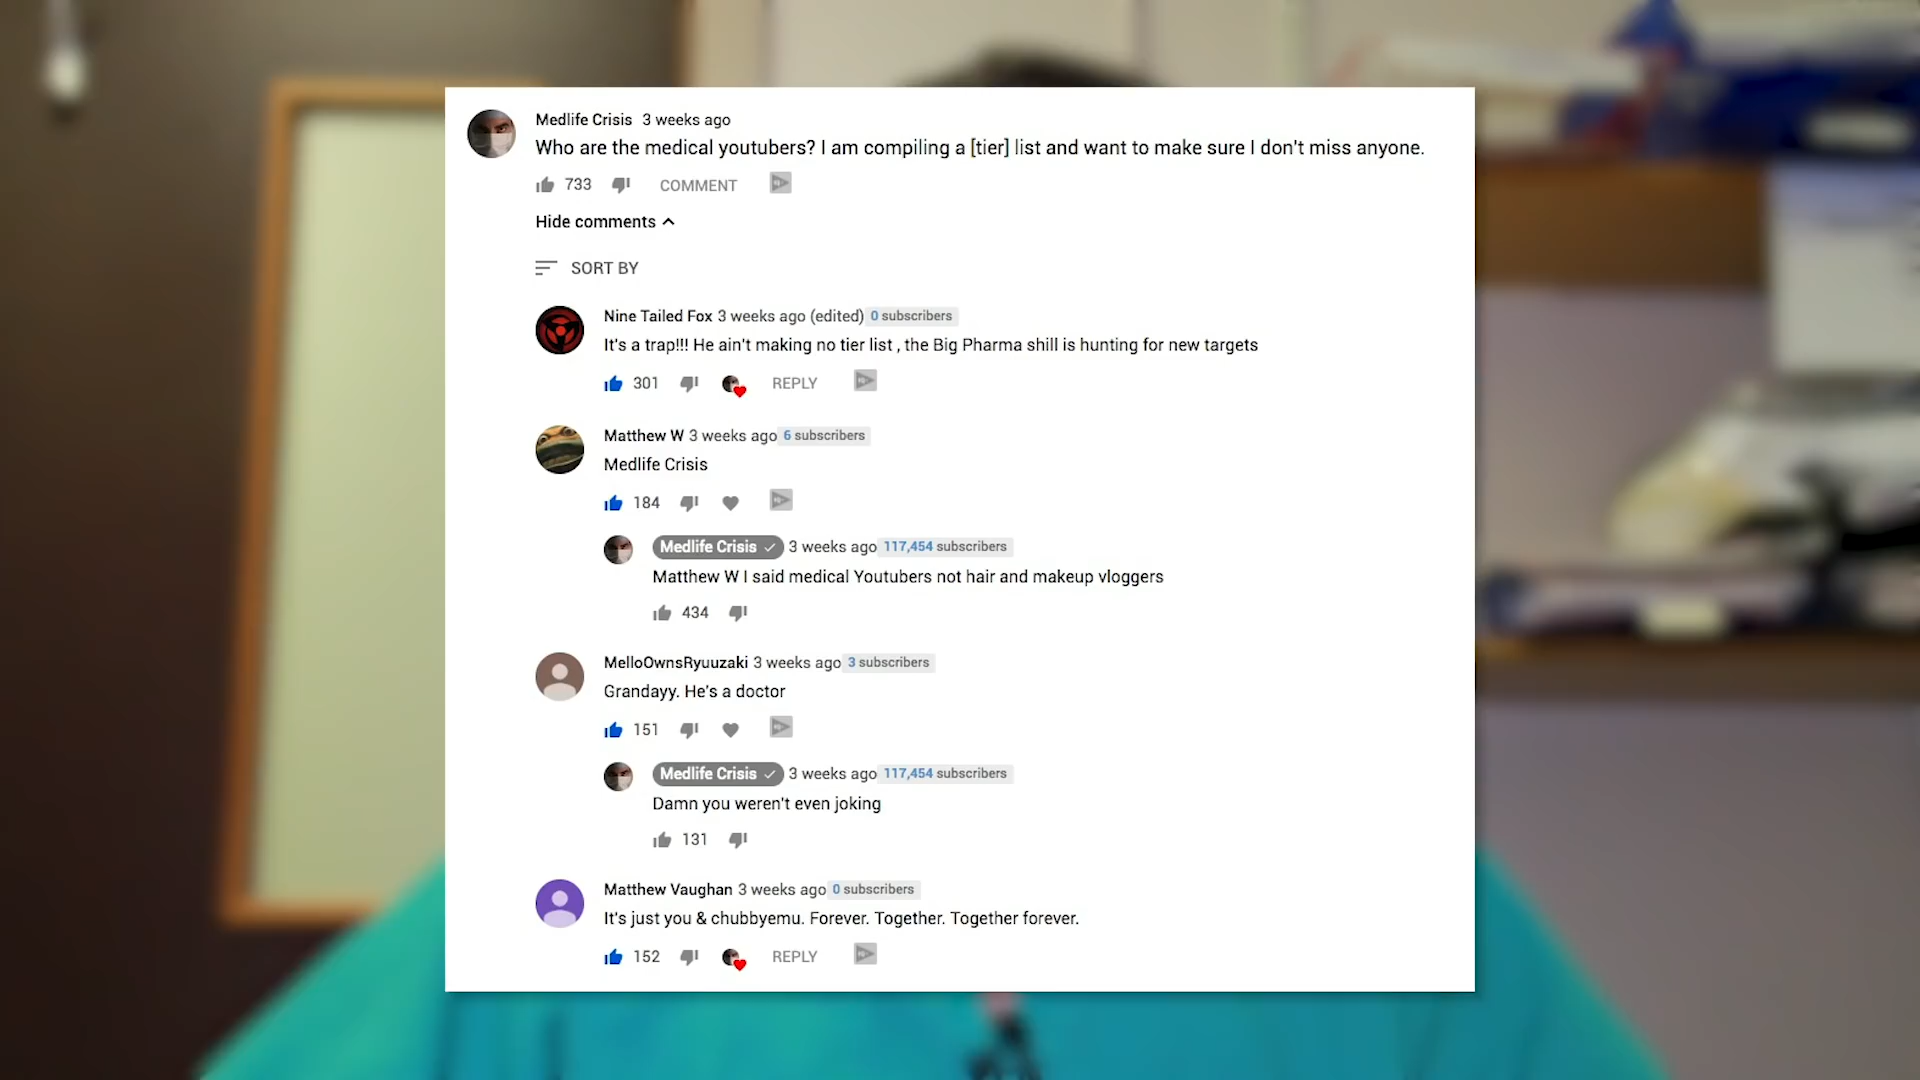 Medlife Crisis 3 weeks ago
Who are the medical youtubers? I am compiling a [tier] list and want to make sure I don't miss anyone.
733 COMMENT
Hide comments
SORT BY
Nine Tailed Fox 3 weeks ago (edited) 0 subscribers
It's a trap!!! He ain't making no tier list , the Big Pharma shill is hunting for new targets
301 REPLY
Matthew W 3 weeks ago 6 subscribers
Medlife Crisis
184
Medlife Crisis 3 weeks ago 117,454 subscribers
Matthew W I said medical Youtubers not hair and makeup vloggers
434
MelloOwnsRyuuzaki 3 weeks ago 3 subscribers
Grandayy. He's a doctor
151
Medlife Crisis 3 weeks ago 117,454 subscribers
Damn you weren't even joking
131
Matthew Vaughan 3 weeks ago 0 subscribers
It's just you & chubbyemu. Forever. Together. Together forever.
152 REPLY